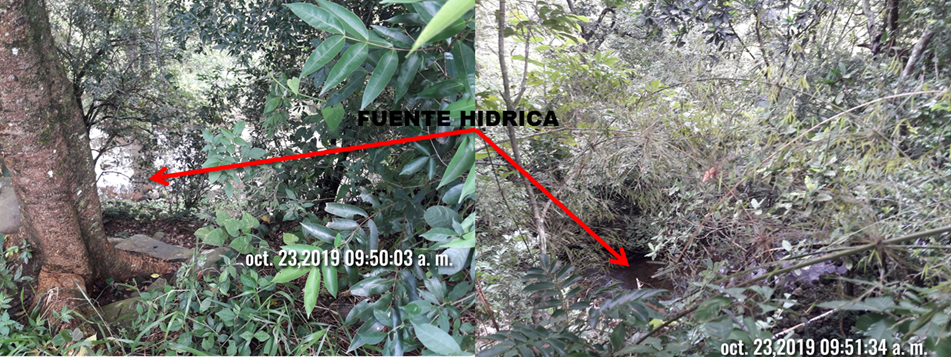 FUENTE HIDRICA
oct. 23,2019 09:50:03 a. m.
oct. 23,2019 09:51:34 a. m.